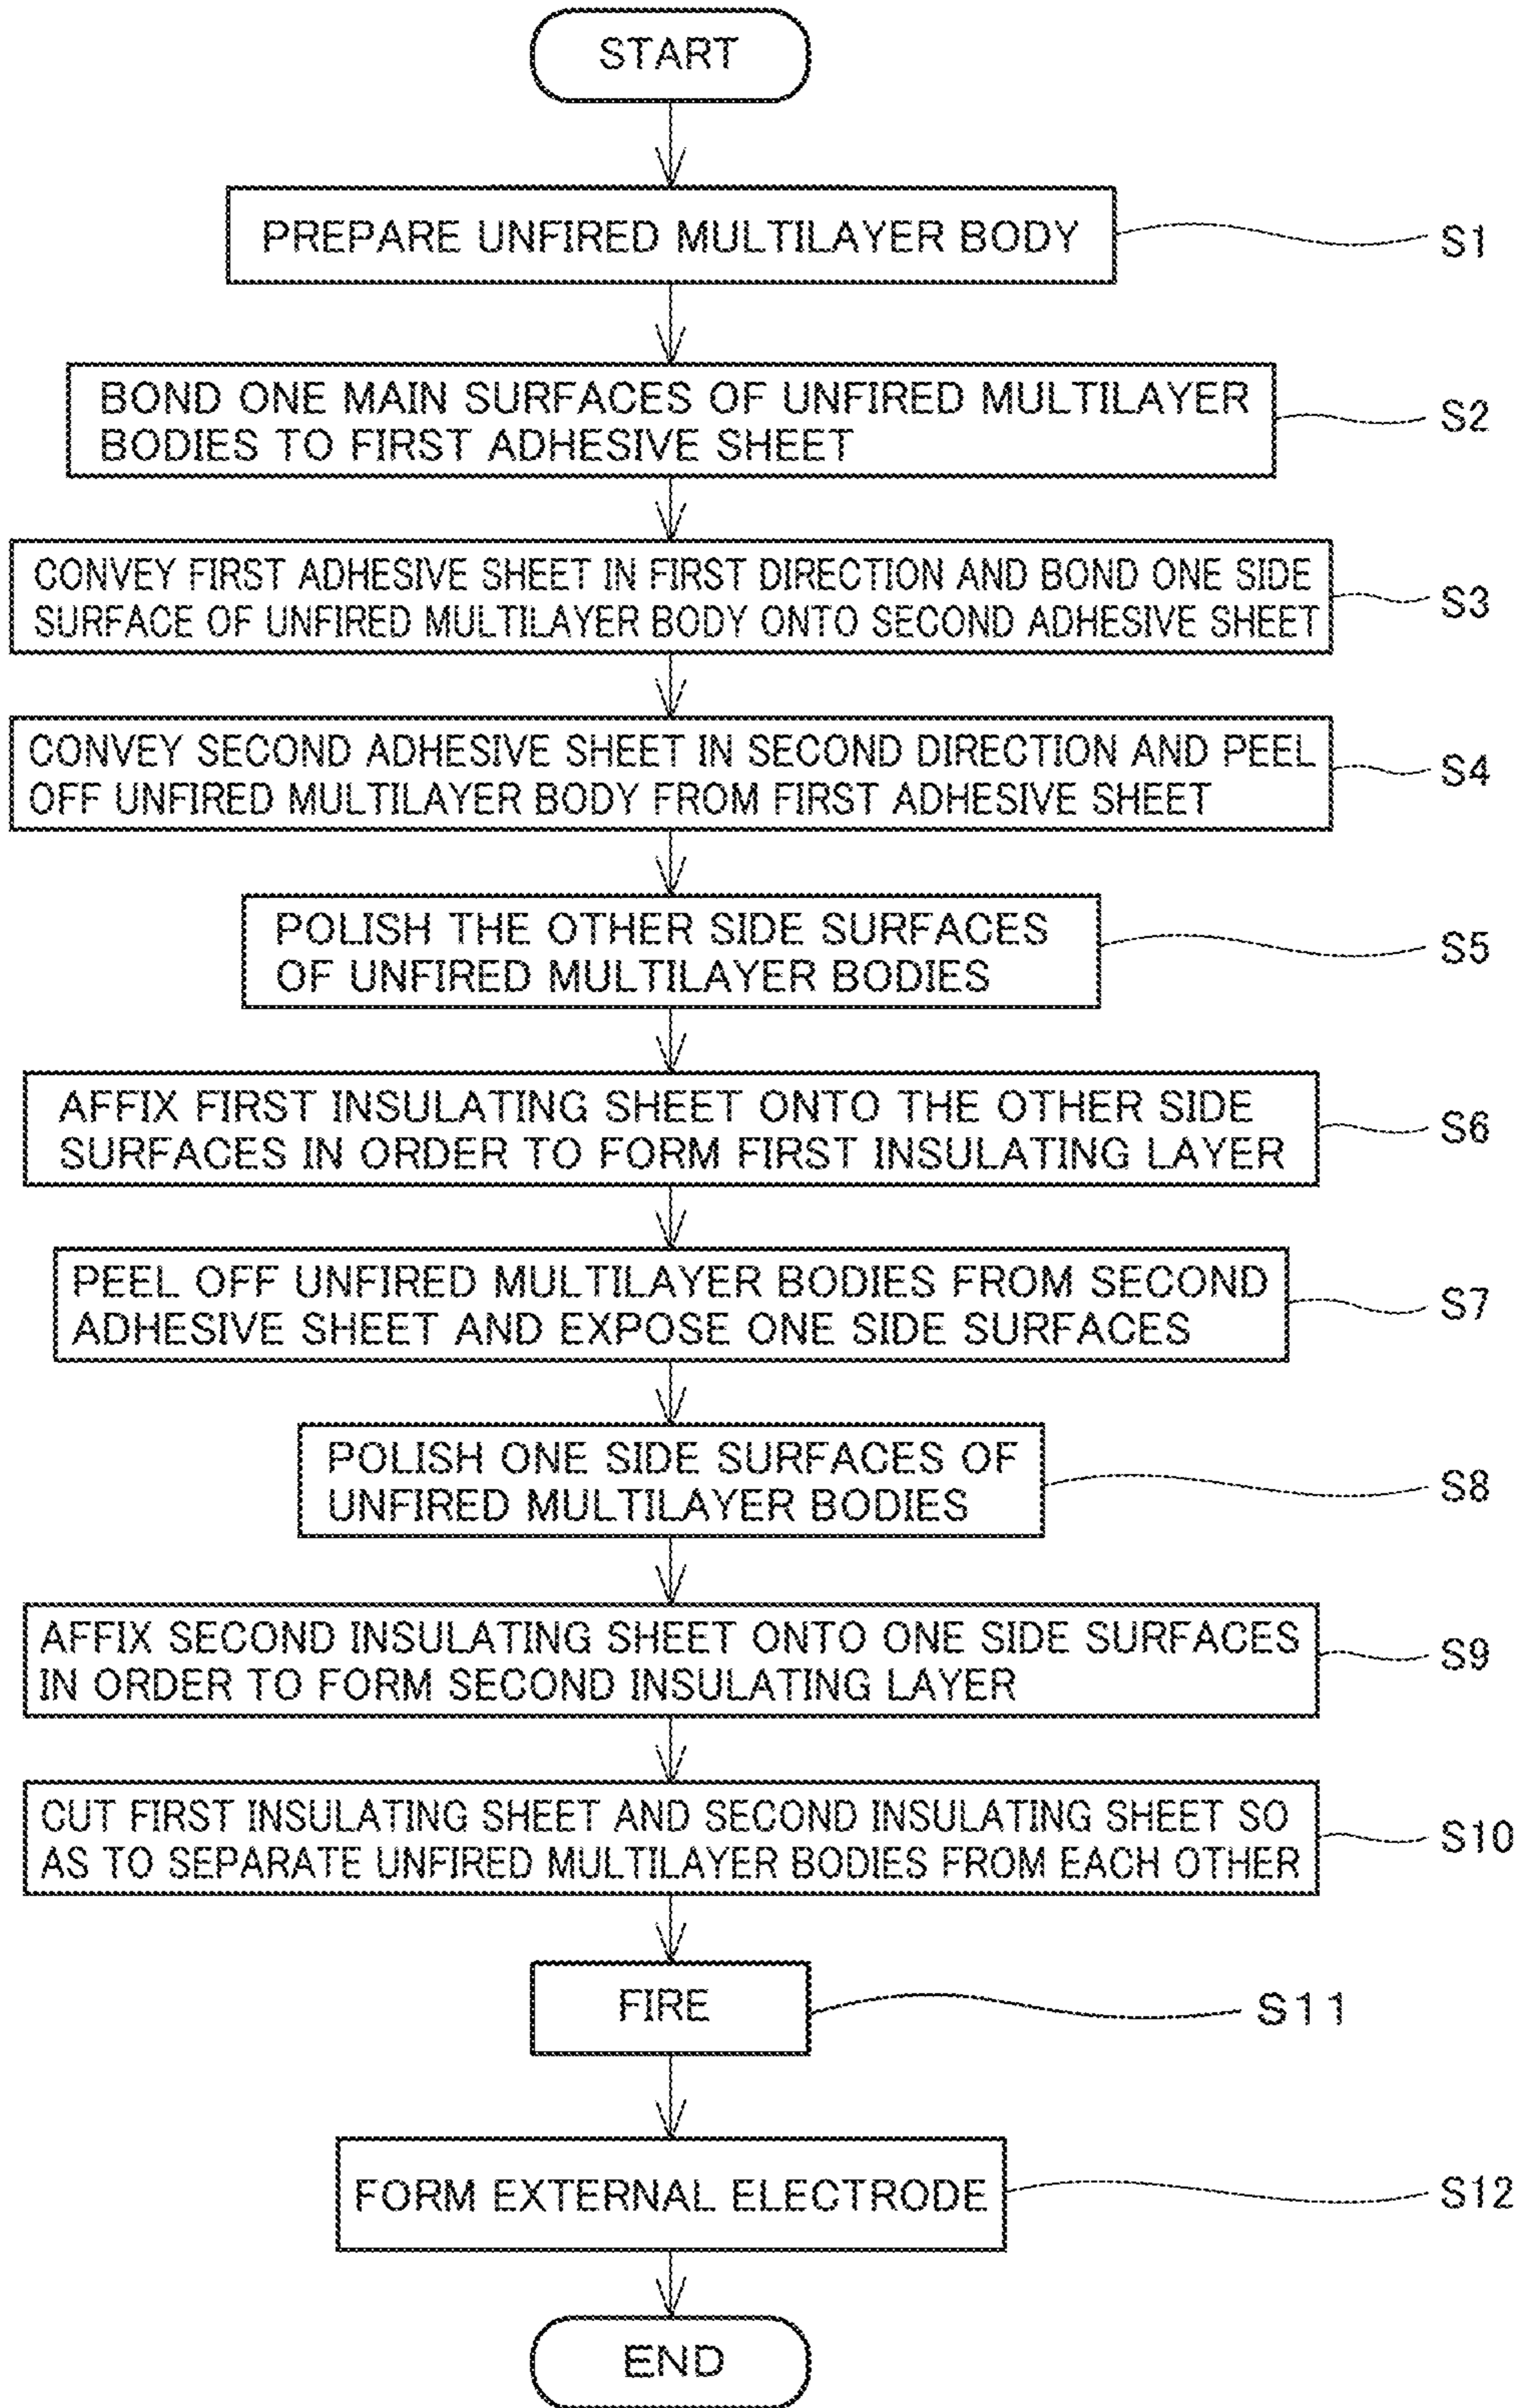 START
PREPARE UNFIRED MULTILAYER BODY
S1
BOND ONE MAIN SURFACES OF UNFIRED MULTILAYER
BODIES TO FIRST ADHESIVE SHEET
S2
CONVEY FIRST ADHESIVE SHEET IN FIRST DIRECTION AND BOND ONE SIDE
SURFACE OF UNFIRED MULTILAYER BODY ONTO SECOND ADHESIVE SHEET
S3
CONVEY SECOND ADHESIVE SHEET IN SECOND DIRECTION AND PEEL
OFF UNFIRED MULTILAYER BODY FROM FIRST ADHESIVE SHEET
S4
POLISH THE OTHER SIDE SURFACES
OF UNFIRED MULTILAYER BODIES
S5
AFFIX FIRST INSULATING SHEET ONTO THE OTHER SIDE
SURFACES IN ORDER TO FORM FIRST INSULATING LAYER
S6
PEEL OFF UNFIRED MULTILAYER BODIES FROM SECOND
ADHESIVE SHEET AND EXPOSE ONE SIDE SURFACES
S7
POLISH ONE SIDE SURFACES OF
UNFIRED MULTILAYER BODIES
S8
AFFIX SECOND INSULATING SHEET ONTO ONE SIDE SURFACES
IN ORDER TO FORM SECOND INSULATING LAYER
S9
CUT FIRST INSULATING SHEET AND SECOND INSULATING SHEET SO
AS TO SEPARATE UNFIRED MULTILAYER BODIES FROM EACH OTHER
S10
FIRE
S11
FORM EXTERNAL ELECTRODE
S12
END